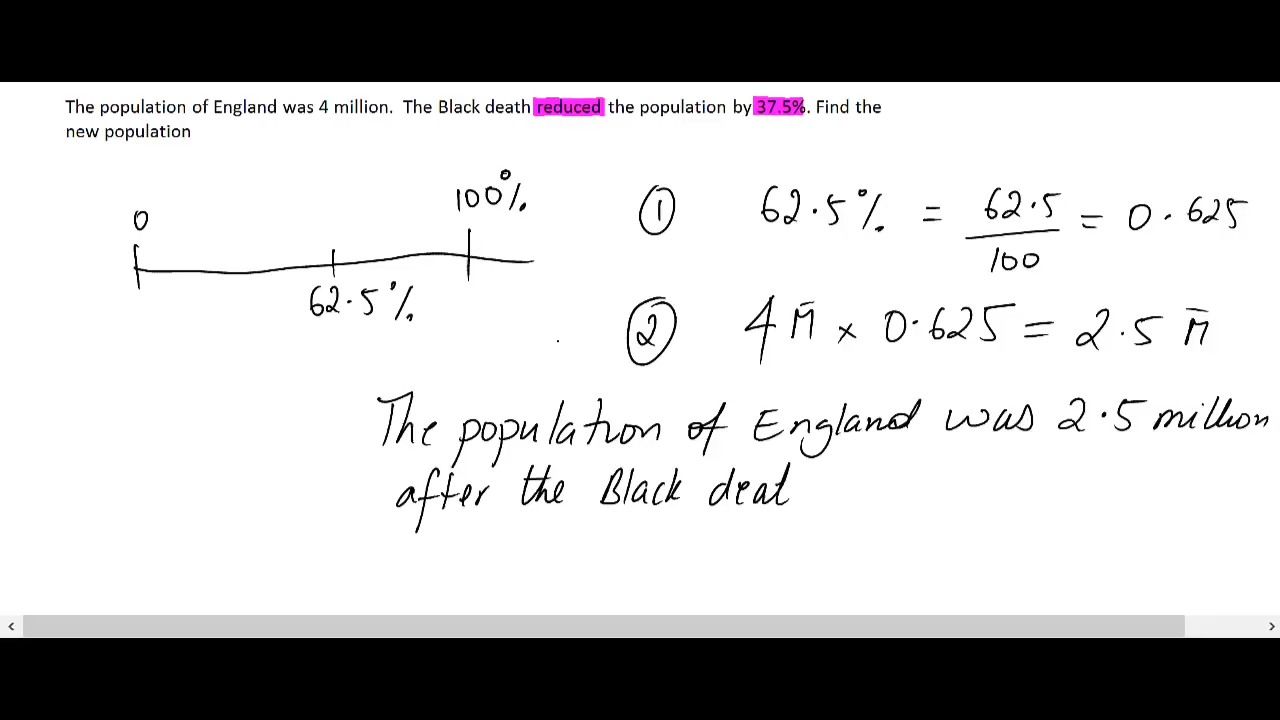 The population of England was 4 million. The Black death reduced the population by 37.5%. Find the
new population
0
100%
62.5%
① 62.5% = 62.5/100 = 0.625
② 4M̄ × 0.625 = 2.5 M̄
The population of England was 2.5 million
after the Black deat